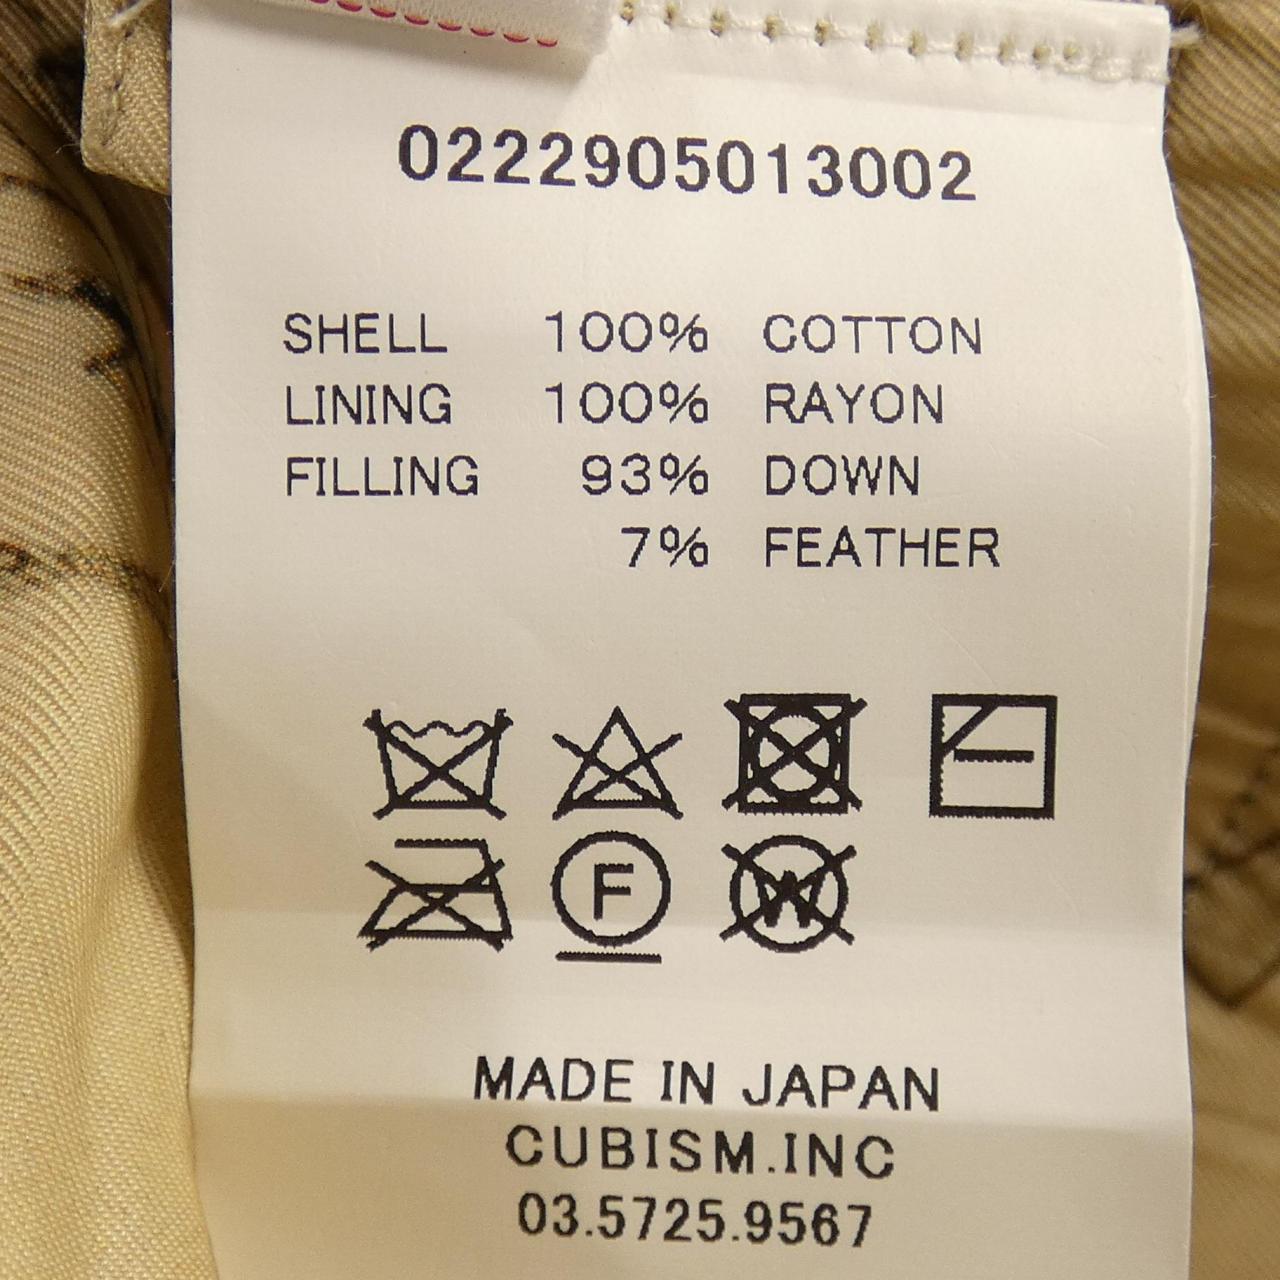 0222905013002
SHELL 100% COTTON
LINING 100% RAYON
FILLING 93% DOWN
7% FEATHER
F
W
MADE IN JAPAN
CUBISM.INC
03.5725.9567